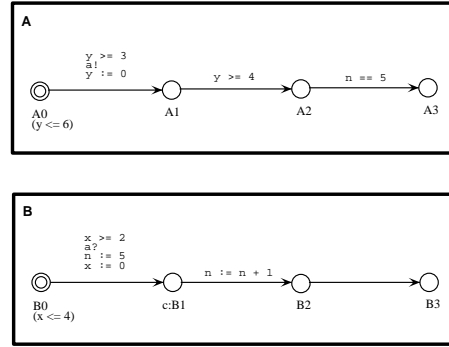 A
y >= 3
a!
y := 0
y >= 4
n == 5
A0
(y <= 6)
A1
A2
A3
B
x >= 2
a?
n := 5
x := 0
n := n + 1
B0
(x <= 4)
c:B1
B2
B3